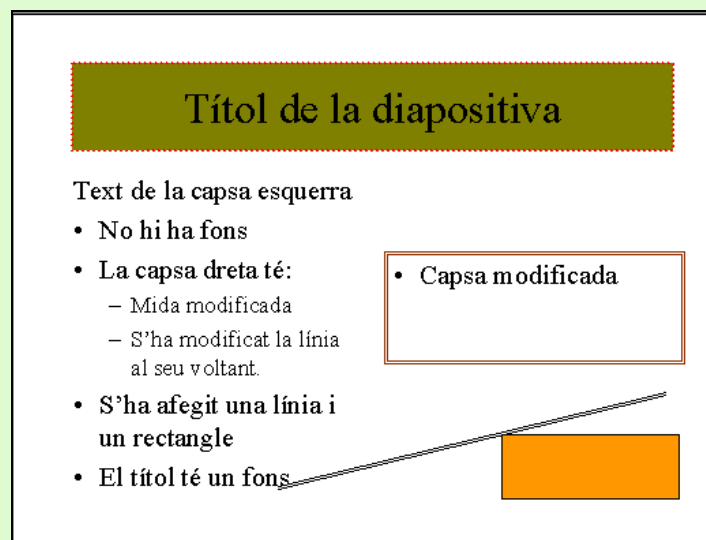 Títol de la diapositiva
Text de la capsa esquerra
• No hi ha fons
• La capsa dreta té:
– Mida modificada
– S’ha modificat la línia
al seu voltant.
• S’ha afegit una línia i
un rectangle
• El títol té un fons
• Capsa modificada